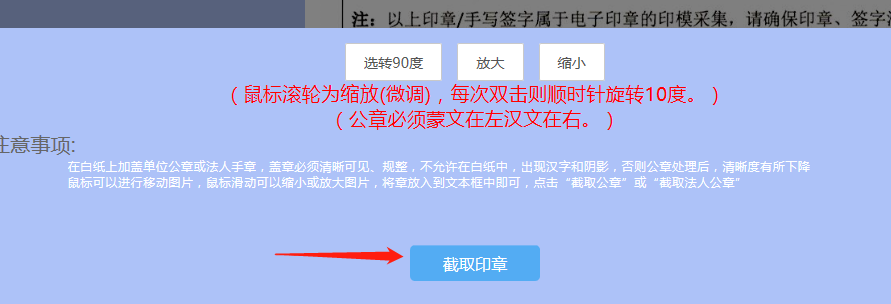 注：以上印章/手写签字属于电子印章的印模采集，请确保印章、签字
选转90度 放大 缩小
（ 鼠标滚轮为缩放(微调)，每次双击则顺时针旋转10度。）
（ 公章必须蒙文在左汉文在右。）
注意事项:
在白纸上加盖单位公章或法人手章，盖章必须清晰可见、规整，不允许在白纸中，出现汉字和阴影，否则公章处理后，清晰度有所下降
鼠标可以进行移动图片，鼠标滑动可以缩小或放大图片，将章放入到文本框中即可，点击“截取公章”或“截取法人公章”
截取印章